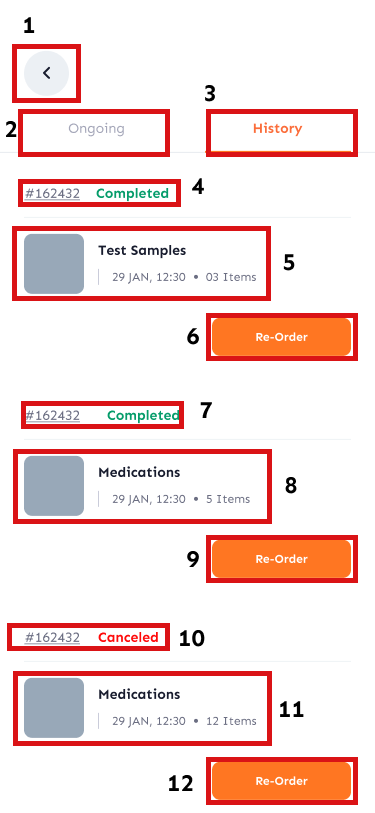 1
<
3
2 Ongoing History
#162432 Completed 4
Test Samples
29 JAN, 12:30 • 03 Items 5
6 Re-Order
#162432 Completed 7
Medications
29 JAN, 12:30 • 5 Items 8
9 Re-Order
#162432 Canceled 10
Medications
29 JAN, 12:30 • 12 Items 11
12 Re-Order